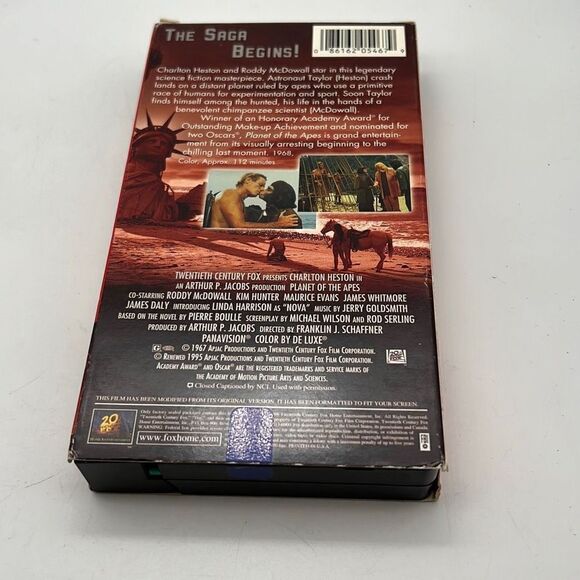 THE SAGA
BEGINS!
0 86162 05467 9
Charlton Heston and Roddy McDowall star in this legendary
science fiction masterpiece. Astronaut Taylor (Heston) crash
lands on a distant planet ruled by apes who use a primitive
race of humans for experimentation and sport. Soon Taylor
finds himself among the hunted, his life in the hands of a
benevolent chimpanzee scientist (McDowall).
Winner of an Honorary Academy Award® for
Outstanding Make-up Achievement and nominated for
two Oscars®, Planet of the Apes is grand entertain-
ment from its visually arresting beginning to the
chilling last moment. 1968.
Color, Approx. 112 minutes.
TWENTIETH CENTURY FOX PRESENTS CHARLTON HESTON IN
AN ARTHUR P. JACOBS PRODUCTION PLANET OF THE APES
CO-STARRING RODDY McDOWALL KIM HUNTER MAURICE EVANS JAMES WHITMORE
JAMES DALY INTRODUCING LINDA HARRISON AS "NOVA" MUSIC BY JERRY GOLDSMITH
BASED ON THE NOVEL BY PIERRE BOULLE SCREENPLAY BY MICHAEL WILSON AND ROD SERLING
PRODUCED BY ARTHUR P. JACOBS DIRECTED BY FRANKLIN J. SCHAFFNER
PANAVISION® COLOR BY DE LUXE®
© 1967 APJAC PRODUCTIONS AND TWENTIETH CENTURY FOX FILM CORPORATION.
© RENEWED 1995 APJAC PRODUCTIONS AND TWENTIETH CENTURY FOX FILM CORPORATION.
ACADEMY AWARD® AND OSCAR® ARE THE REGISTERED TRADEMARKS AND SERVICE MARKS OF
THE ACADEMY OF MOTION PICTURE ARTS AND SCIENCES.
Closed Captioned by NCI. Used with permission.
THIS FILM HAS BEEN MODIFIED FROM ITS ORIGINAL VERSION. IT HAS BEEN FORMATTED TO FIT YOUR SCREEN.
20
www.foxhome.com
PRINTED IN U.S.A.